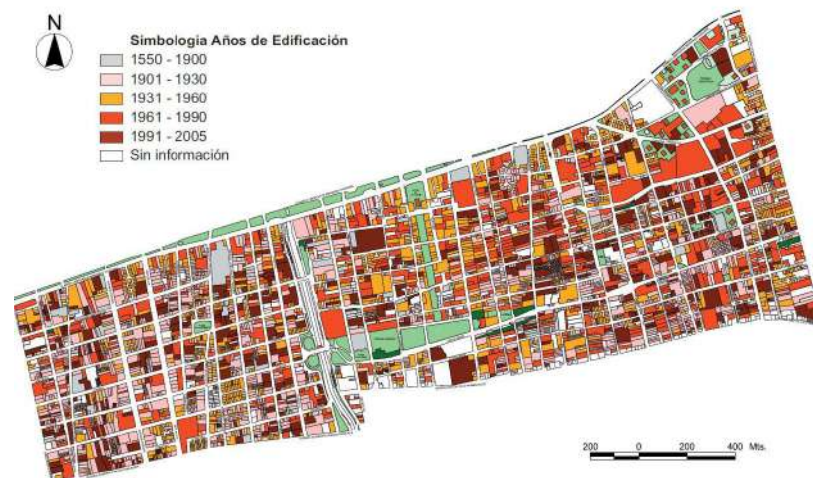 N
Simbologia Años de Edificación
1550 - 1900
1901 - 1930
1931 - 1960
1961 - 1990
1991 - 2005
Sin información
200 0 200 400 Mts.